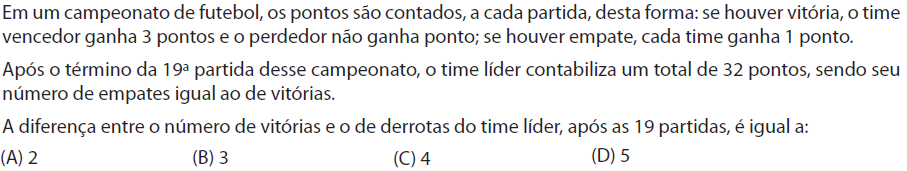 Em um campeonato de futebol, os pontos são contados, a cada partida, desta forma: se houver vitória, o time
vencedor ganha 3 pontos e o perdedor não ganha ponto; se houver empate, cada time ganha 1 ponto.
Após o término da 19ª partida desse campeonato, o time líder contabiliza um total de 32 pontos, sendo seu
número de empates igual ao de vitórias.
A diferença entre o número de vitórias e o de derrotas do time líder, após as 19 partidas, é igual a:
(A) 2 (B) 3 (C) 4 (D) 5